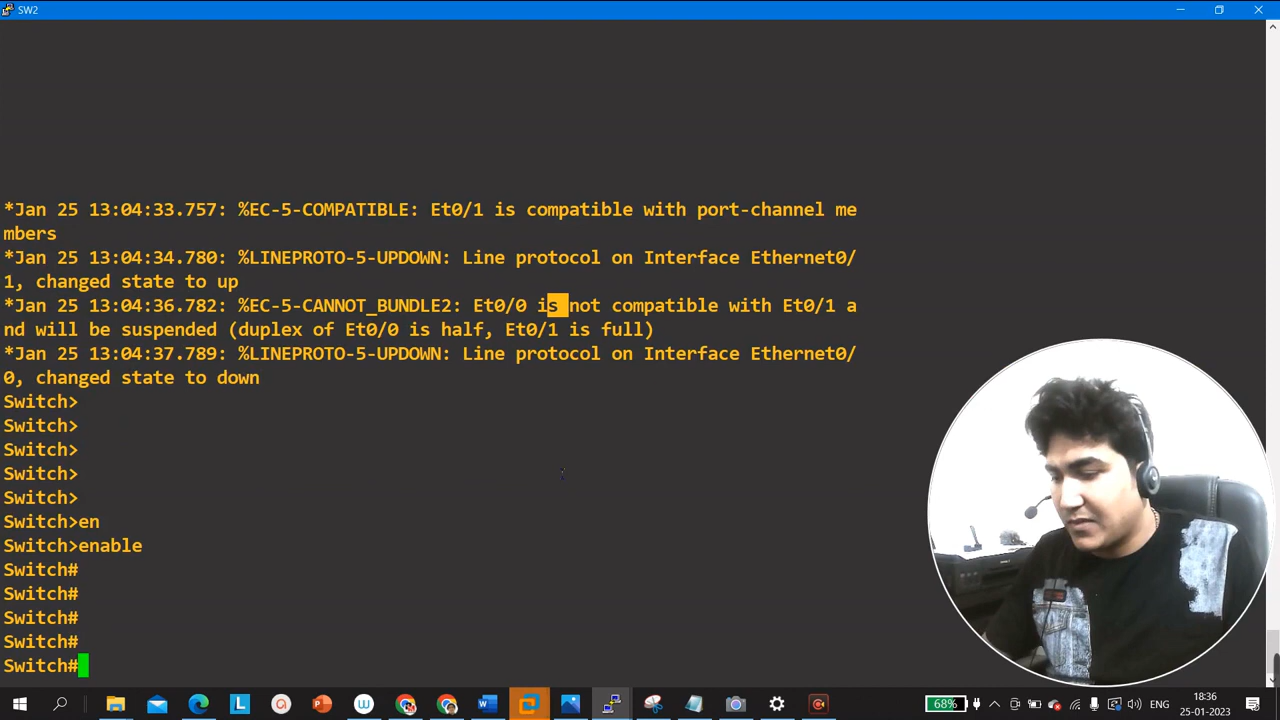 SW2
*Jan 25 13:04:33.757: %EC-5-COMPATIBLE: Et0/1 is compatible with port-channel me
mbers
*Jan 25 13:04:34.780: %LINEPROTO-5-UPDOWN: Line protocol on Interface Ethernet0/
1, changed state to up
*Jan 25 13:04:36.782: %EC-5-CANNOT_BUNDLE2: Et0/0 is not compatible with Et0/1 a
nd will be suspended (duplex of Et0/0 is half, Et0/1 is full)
*Jan 25 13:04:37.789: %LINEPROTO-5-UPDOWN: Line protocol on Interface Ethernet0/
0, changed state to down
Switch>
Switch>
Switch>
Switch>
Switch>
Switch>en
Switch>enable
Switch#
Switch#
Switch#
Switch#
Switch#
68%
ENG
18:36
25-01-2023